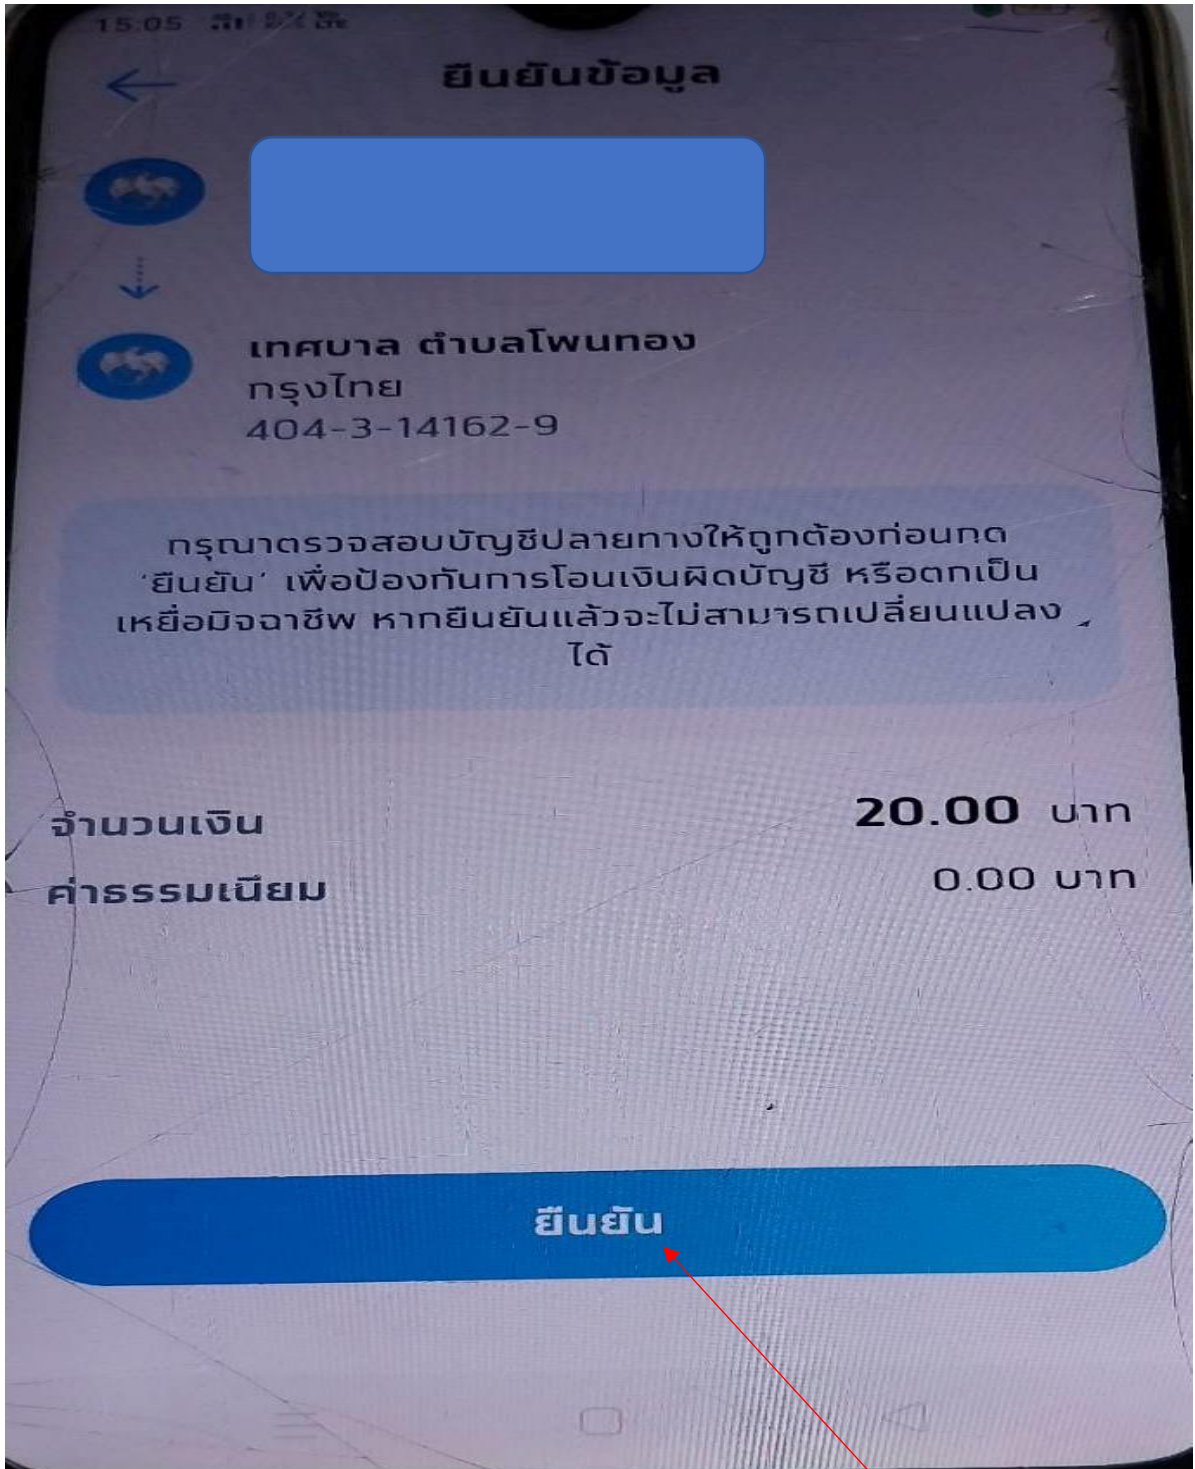 15:05
ยืนยันข้อมูล
เทศบาล ตำบลโพนทอง
กรุงไทย
404-3-14162-9
กรุณาตรวจสอบบัญชีปลายทางให้ถูกต้องก่อนกด
'ยืนยัน' เพื่อป้องกันการโอนเงินผิดบัญชี หรือตกเป็น
เหยื่อมิจฉาชีพ หากยืนยันแล้วจะไม่สามารถเปลี่ยนแปลง
ได้
จำนวนเงิน 20.00 บาท
ค่าธรรมเนียม 0.00 บาท
ยืนยัน